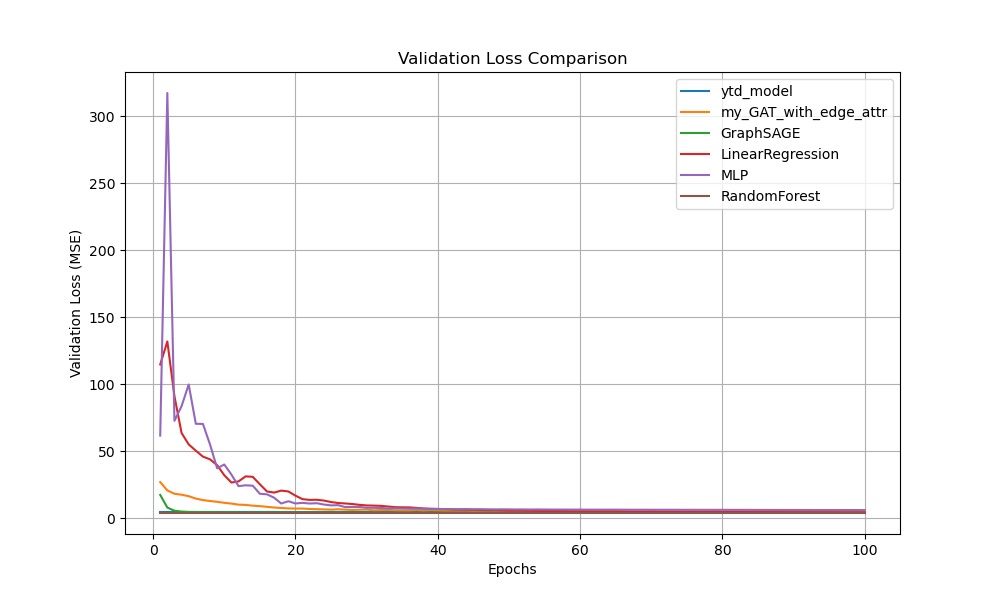 Validation Loss Comparison
ytd_model
my_GAT_with_edge_attr
GraphSAGE
LinearRegression
MLP
RandomForest
Validation Loss (MSE)
300
250
200
150
100
50
0
0 20 40 60 80 100
Epochs